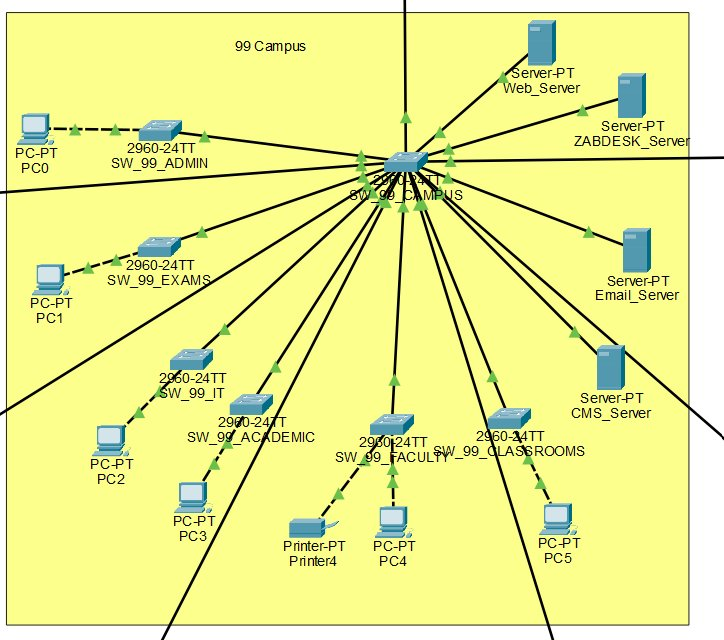 99 Campus
Server-PT
Web_Server
Server-PT
ZABDESK_Server
PC-PT
PC0
2960-24TT
SW_99_ADMIN
2960-24TT
SW_99_CAMPUS
2960-24TT
SW_99_EXAMS
PC-PT
PC1
Server-PT
Email_Server
2960-24TT
SW_99_IT
Server-PT
CMS_Server
2960-24TT
SW_99_ACADEMIC
2960-24TT
SW_99_FACULTY
2960-24TT
SW_99_CLASSROOMS
PC-PT
PC2
PC-PT
PC3
Printer-PT
Printer4
PC-PT
PC4
PC-PT
PC5